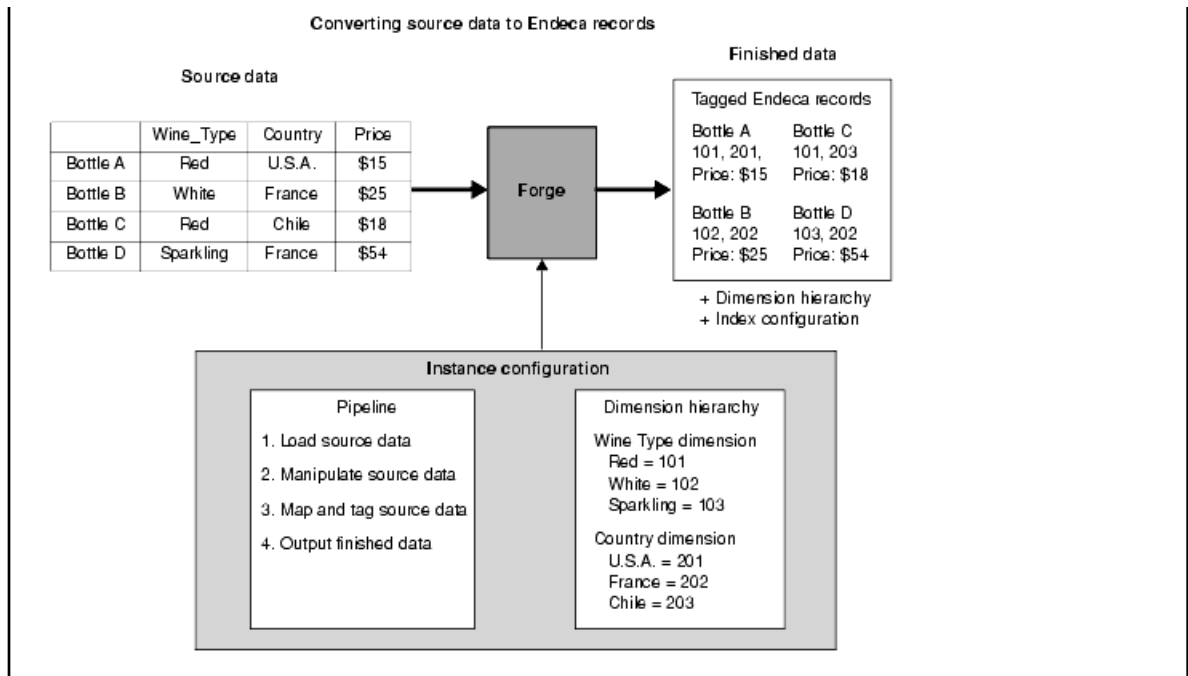 Converting source data to Endeca records
Source data
Wine_Type Country Price
Bottle A Red U.S.A. $15
Bottle B White France $25
Bottle C Red Chile $18
Bottle D Sparkling France $54
Forge
Finished data
Tagged Endeca records
Bottle A
101, 201,
Price: $15
Bottle C
101, 203
Price: $18
Bottle B
102, 202
Price: $25
Bottle D
103, 202
Price: $54
+ Dimension hierarchy
+ Index configuration
Instance configuration
Pipeline
1. Load source data
2. Manipulate source data
3. Map and tag source data
4. Output finished data
Dimension hierarchy
Wine Type dimension
Red = 101
White = 102
Sparkling = 103
Country dimension
U.S.A. = 201
France = 202
Chile = 203